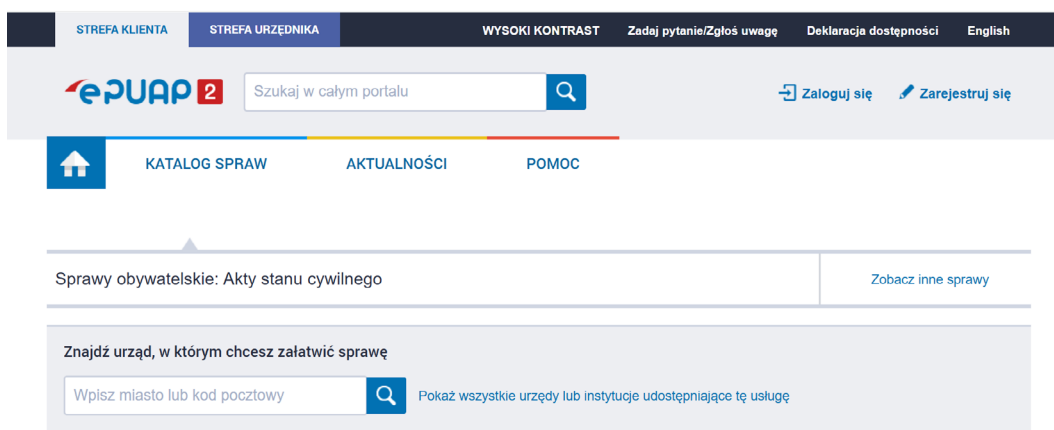 STREFA KLIENTA STREFA URZĘDNIKA WYSOKI KONTRAST Zadaj pytanie/Zgłoś uwagę Deklaracja dostępności English
ePUAP 2 Szukaj w całym portalu Zaloguj się Zarejestruj się
KATALOG SPRAW AKTUALNOŚCI POMOC
Sprawy obywatelskie: Akty stanu cywilnego Zobacz inne sprawy
Znajdź urząd, w którym chcesz załatwić sprawę
Wpisz miasto lub kod pocztowy Pokaż wszystkie urzędy lub instytucje udostępniające tę usługę